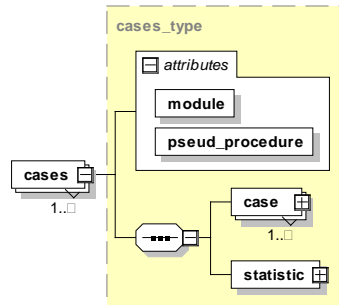 cases_type
attributes
module
pseud_procedure
cases
1..□
case
1..□
statistic